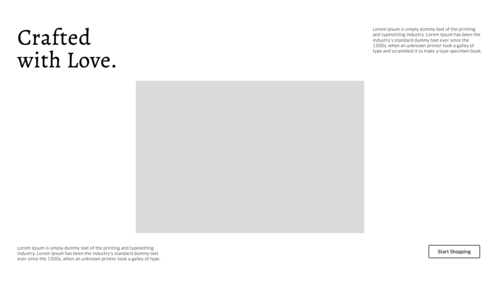 Crafted
with Love.
Lorem Ipsum is simply dummy text of the printing
and typesetting industry. Lorem Ipsum has been the
industry's standard dummy text ever since the
1500s, when an unknown printer took a galley of
type and scrambled it to make a type specimen book.
Lorem Ipsum is simply dummy text of the printing and typesetting
industry. Lorem Ipsum has been the industry's standard dummy text
ever since the 1500s, when an unknown printer took a galley of type.
Start Shopping